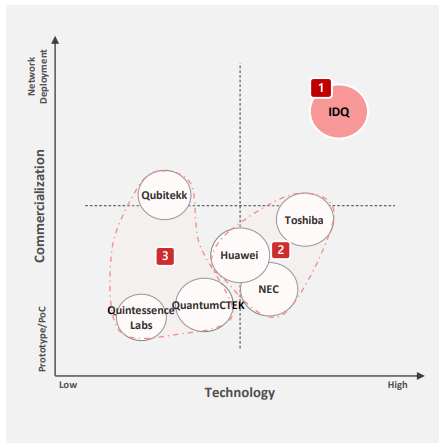 Network
Deployment
Commercialization
Prototype/PoC
1
IDQ
Qubitekk
Toshiba
Huawei
2
3
NEC
QuantumCTEK
Quintessence
Labs
Low
Technology
High